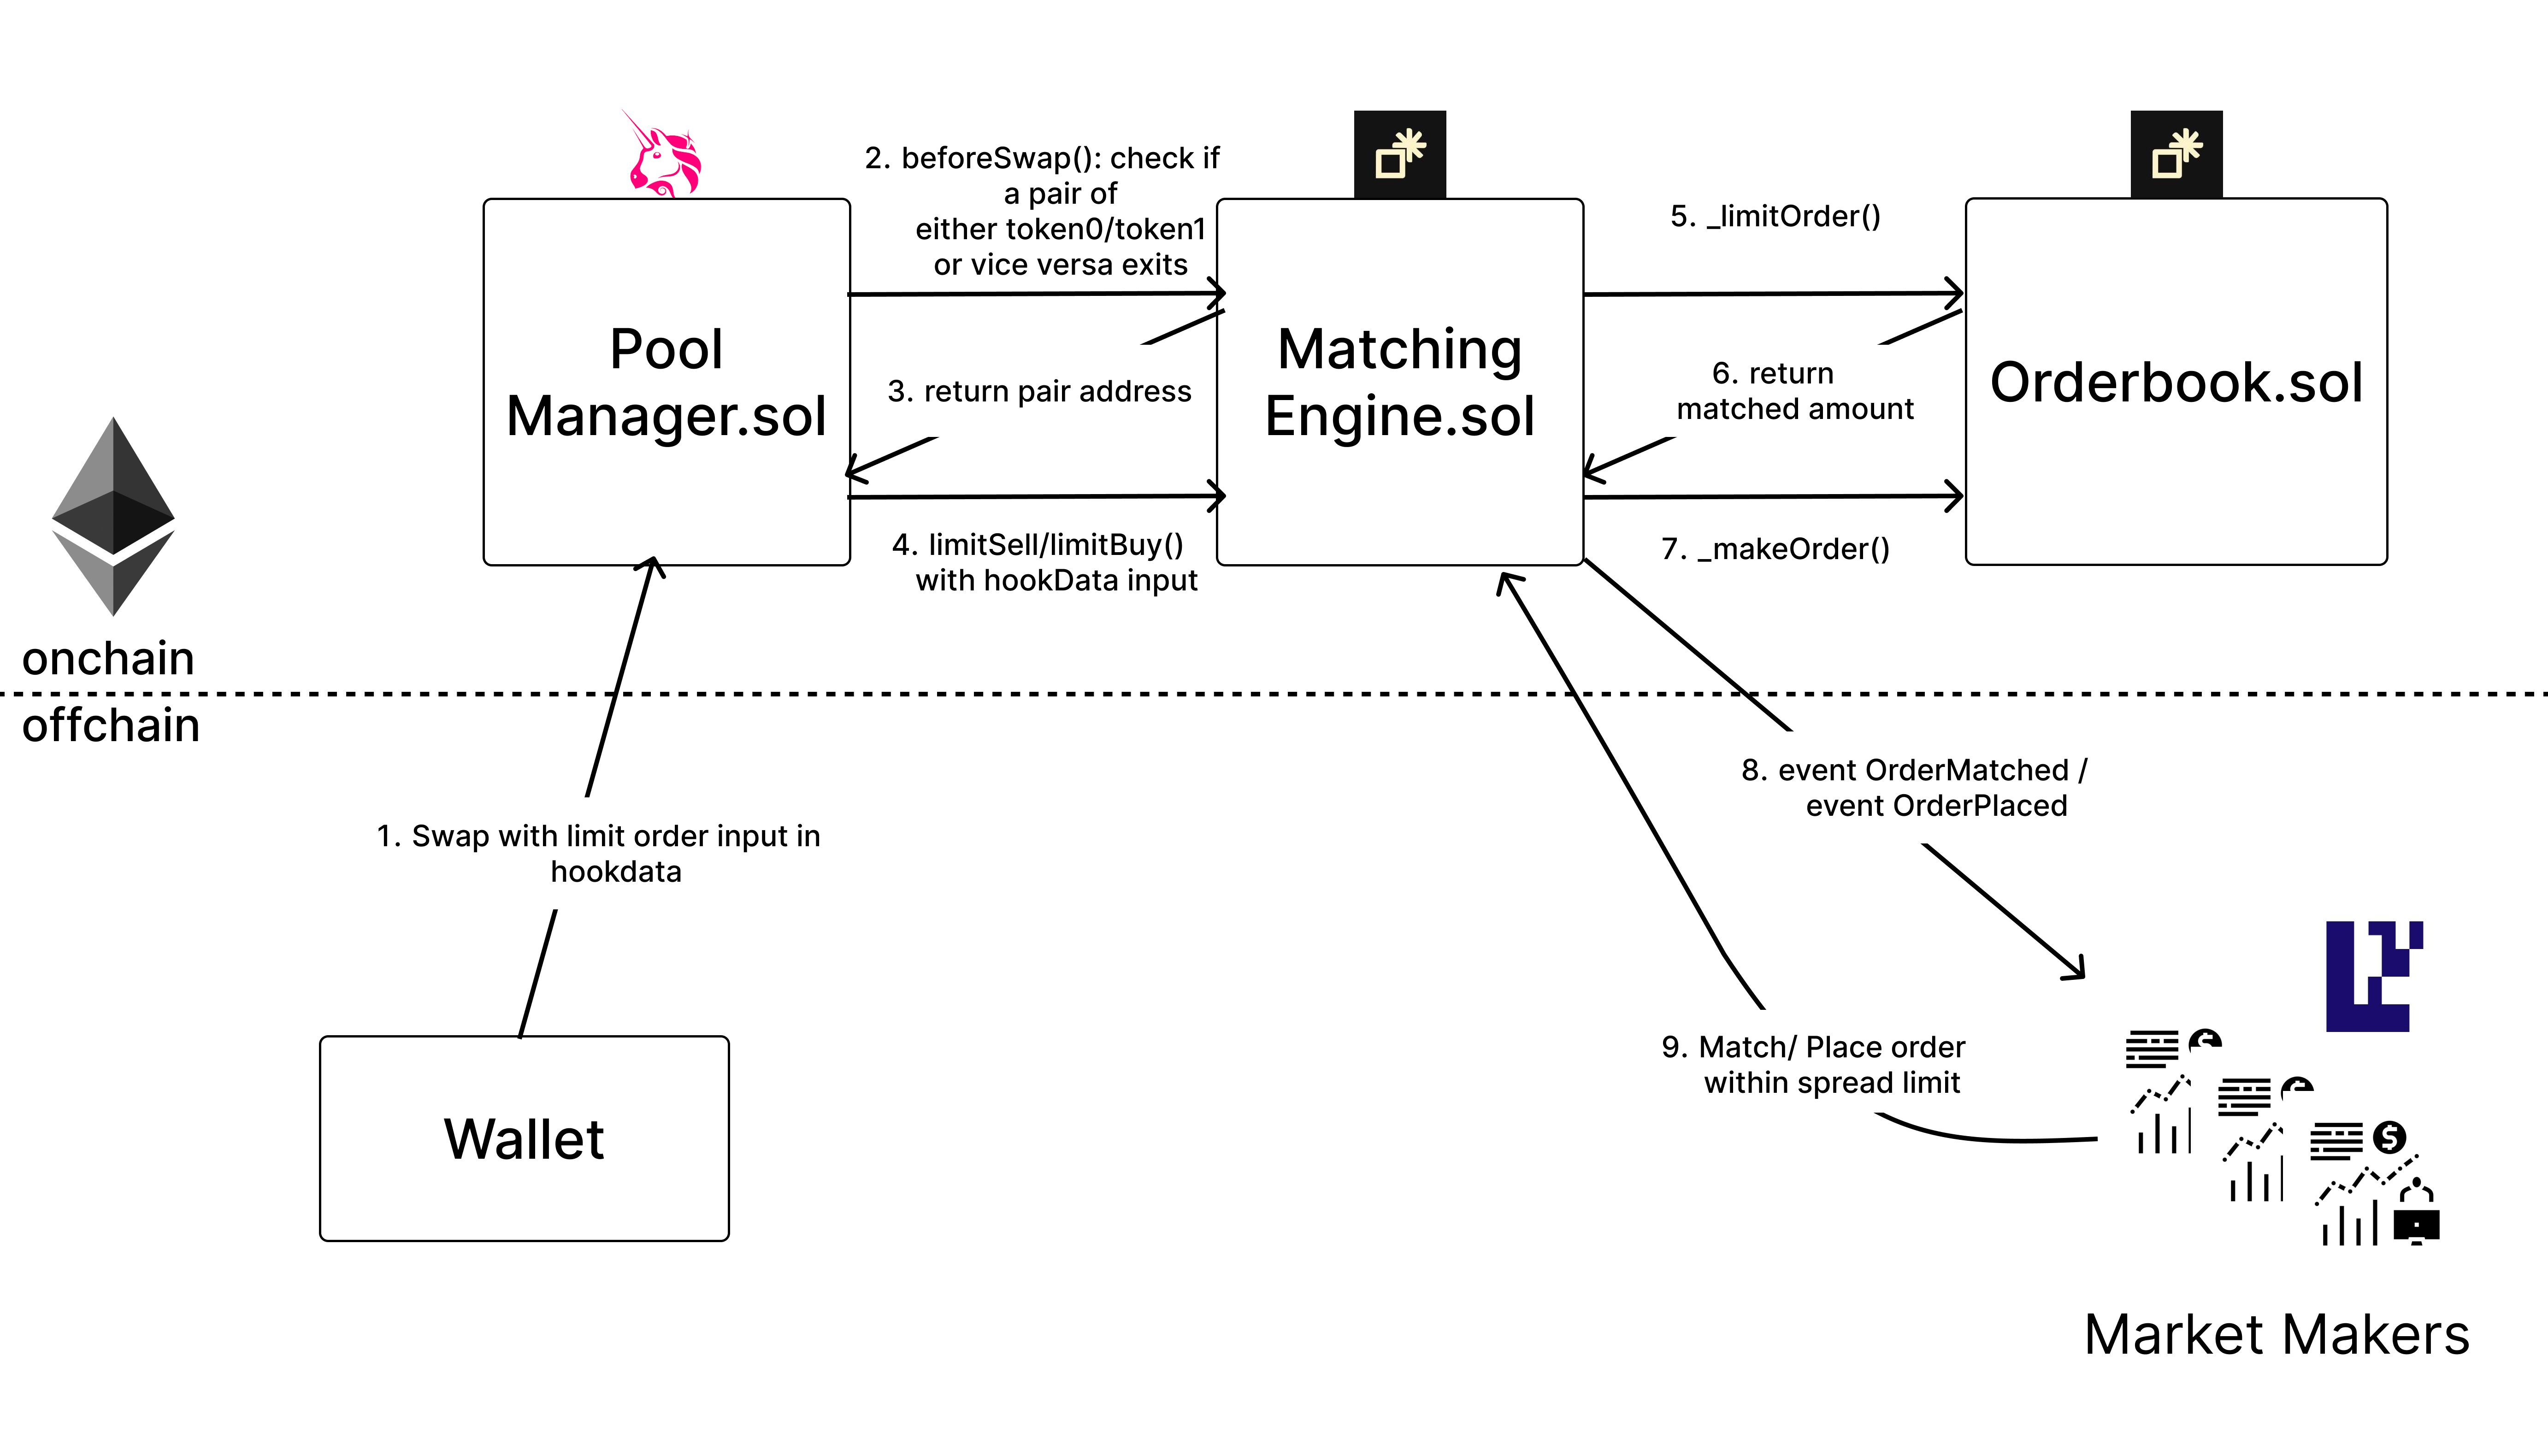 2. beforeSwap(): check if
a pair of
either token0/token1
or vice versa exits
5. _limitOrder()
Pool
Manager.sol
3. return pair address
Matching
Engine.sol
6. return
matched amount
Orderbook.sol
4. limitSell/limitBuy()
with hookData input
7. _makeOrder()
onchain
offchain
1. Swap with limit order input in
hookdata
8. event OrderMatched /
event OrderPlaced
9. Match/ Place order
within spread limit
Wallet
Market Makers